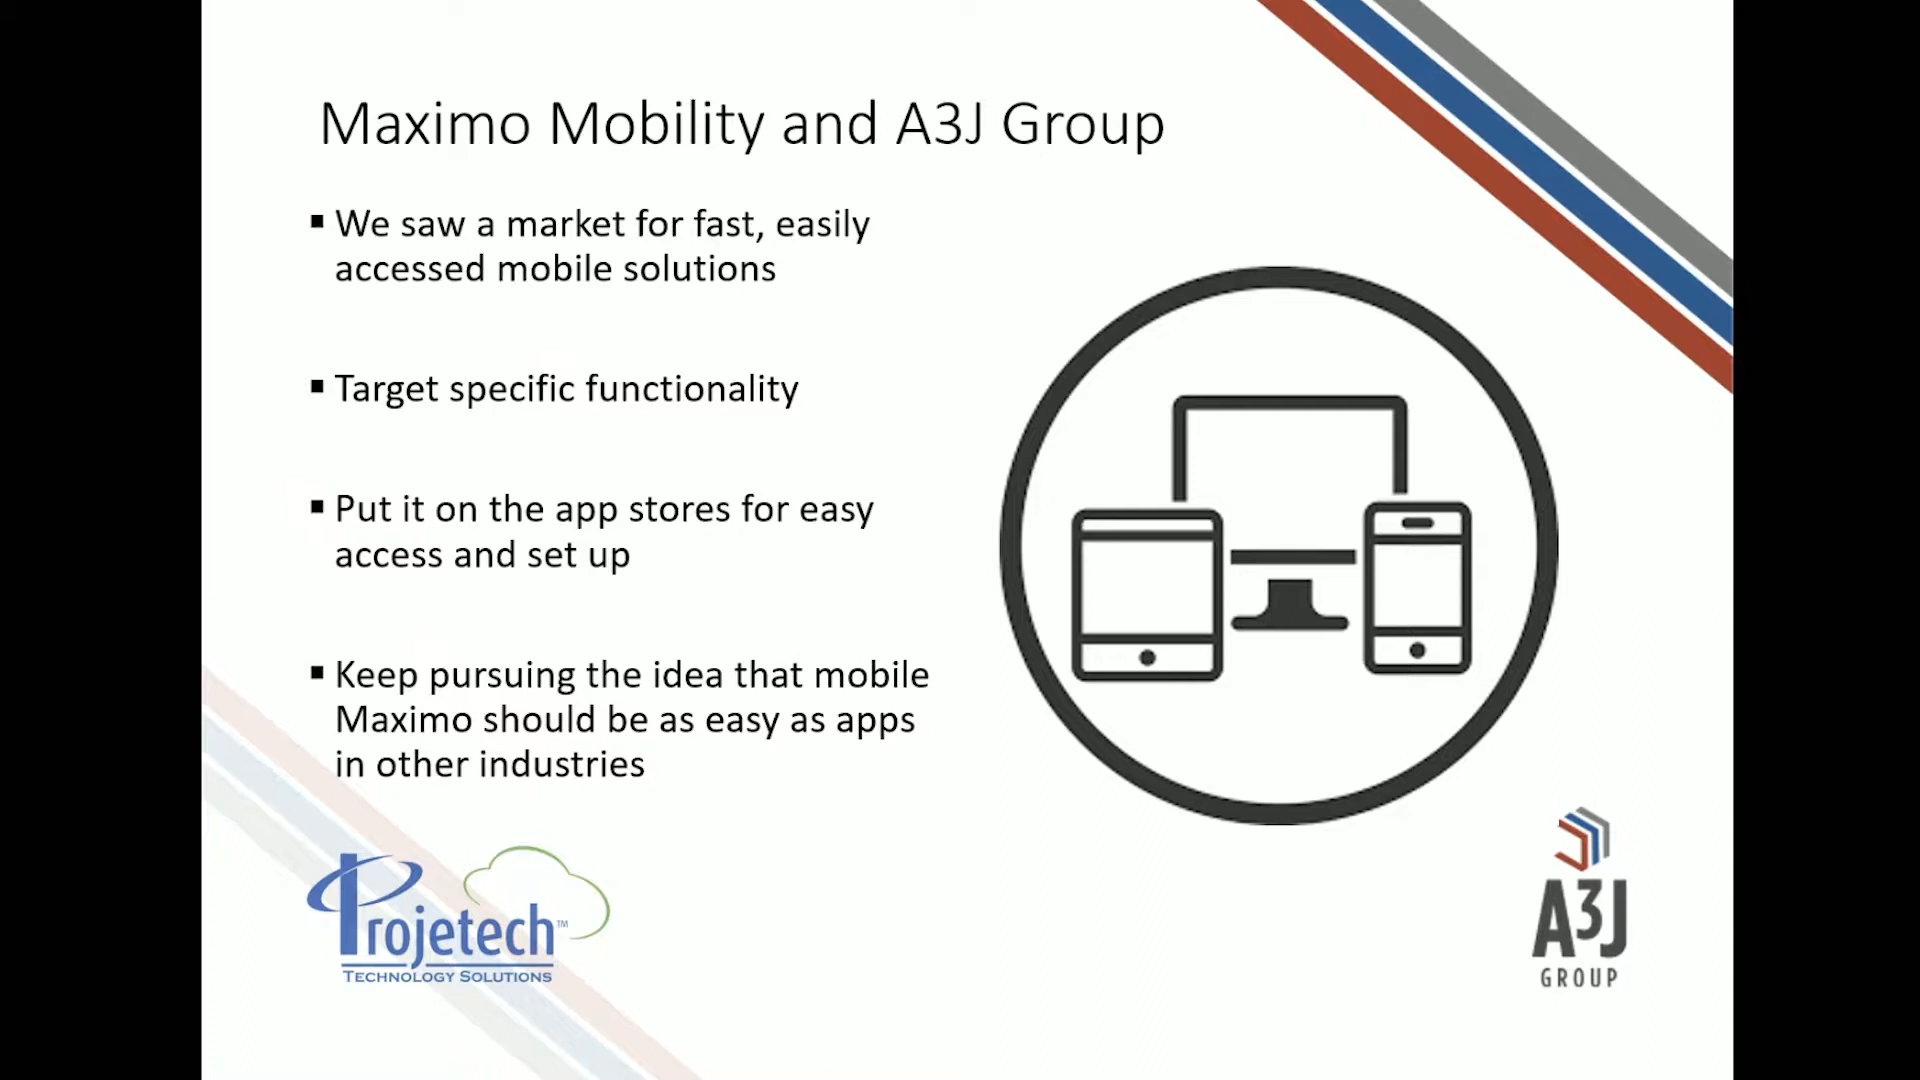 Maximo Mobility and A3J Group
▪ We saw a market for fast, easily
accessed mobile solutions
▪ Target specific functionality
▪ Put it on the app stores for easy
access and set up
▪ Keep pursuing the idea that mobile
Maximo should be as easy as apps
in other industries
Projetech™
TECHNOLOGY SOLUTIONS
A3J
GROUP